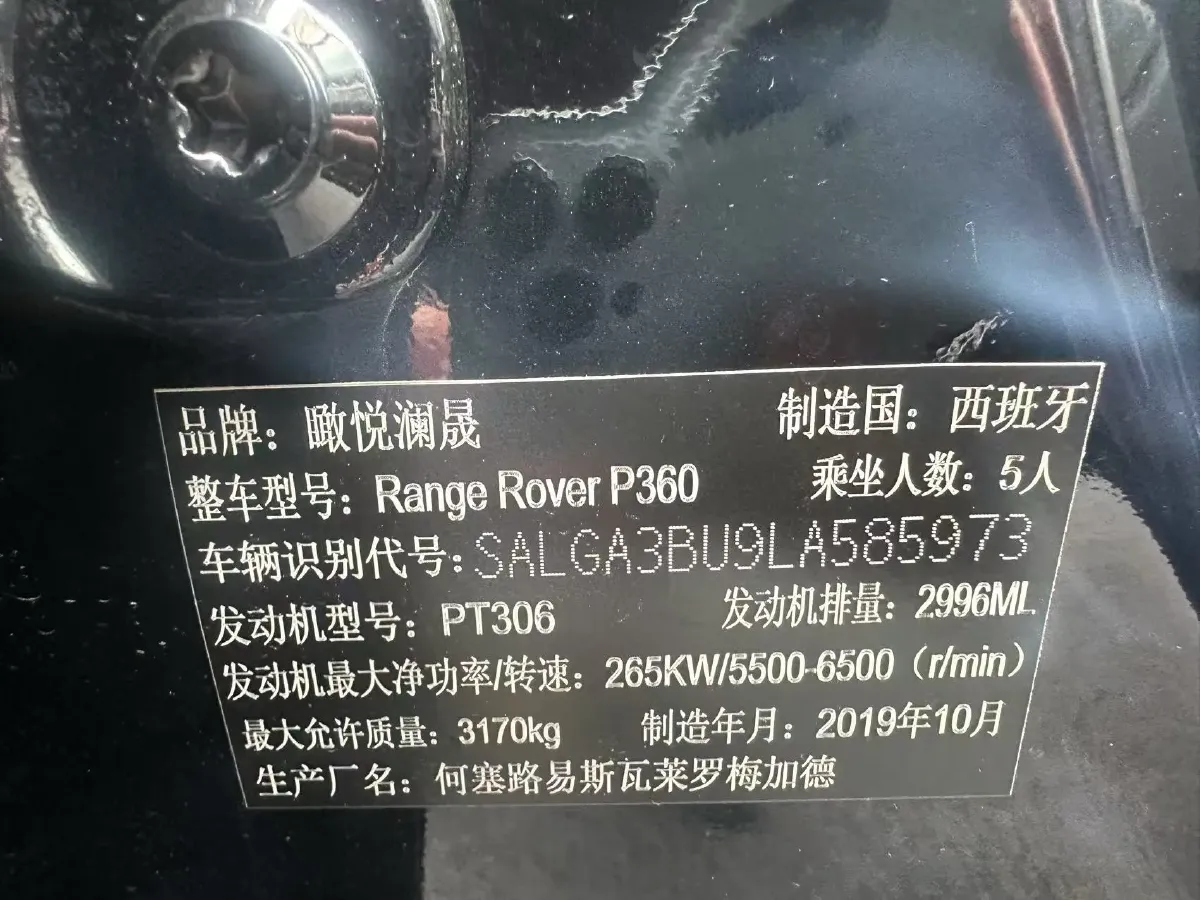 品牌：瞰悦澜晟 制造国：西班牙
整车型号：Range Rover P360 乘坐人数：5人
车辆识别代号：SALGA3BU9LA585973
发动机型号：PT306 发动机排量：2996ML
发动机最大净功率/转速：265KW/5500-6500（r/min）
最大允许质量：3170kg 制造年月：2019年10月
生产厂名：何塞路易斯瓦莱罗梅加德